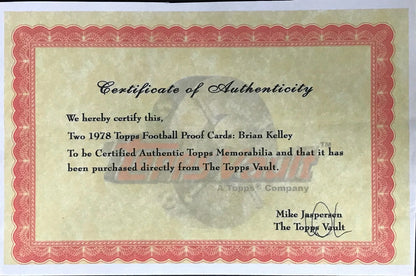 Certificate of Authenticity
We hereby certify this,
Two 1978 Topps Football Proof Cards: Brian Kelley
To be Certified Authentic Topps Memorabilia and that it has
been purchased directly from The Topps Vault.
TM
A Topps® Company
Mike Jaspersen
The Topps Vault